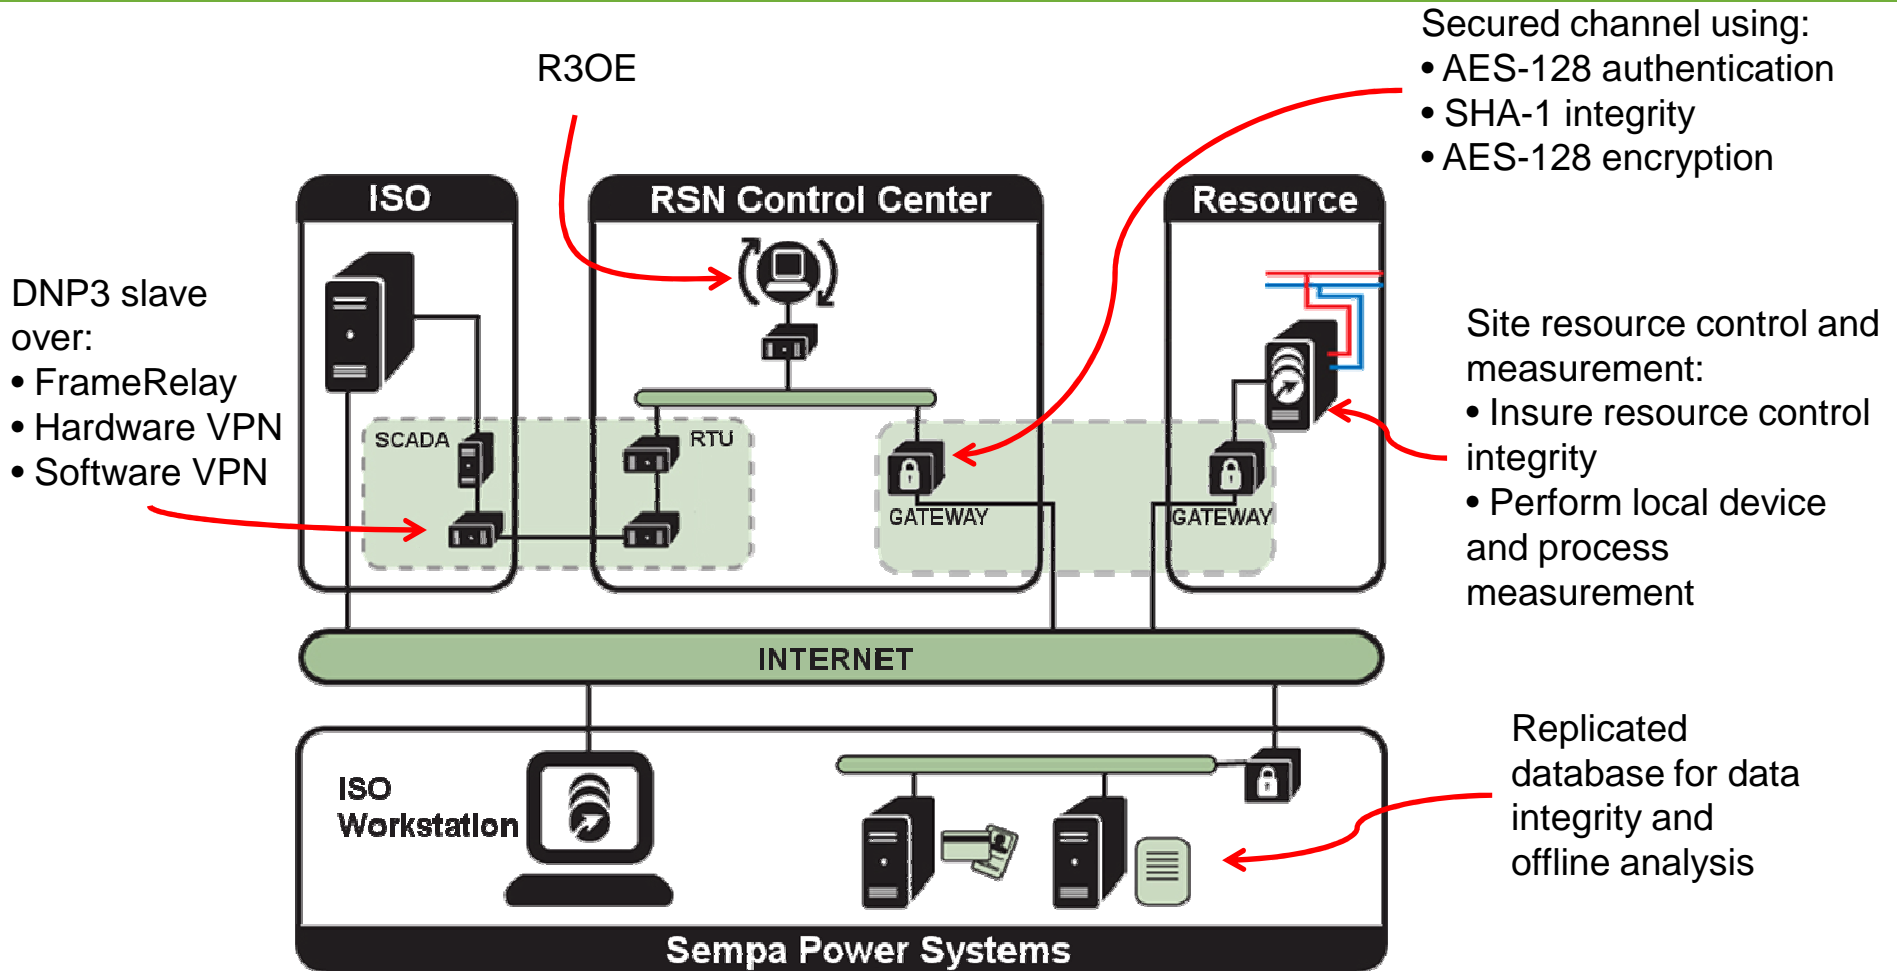 Secured channel using:
• AES-128 authentication
• SHA-1 integrity
• AES-128 encryption
R3OE
ISO
RSN Control Center
Resource
DNP3 slave
over:
• FrameRelay
• Hardware VPN
• Software VPN
SCADA
RTU
GATEWAY
GATEWAY
Site resource control and
measurement:
• Insure resource control
integrity
• Perform local device
and process
measurement
INTERNET
ISO
Workstation
Replicated
database for data
integrity and
offline analysis
Sempa Power Systems